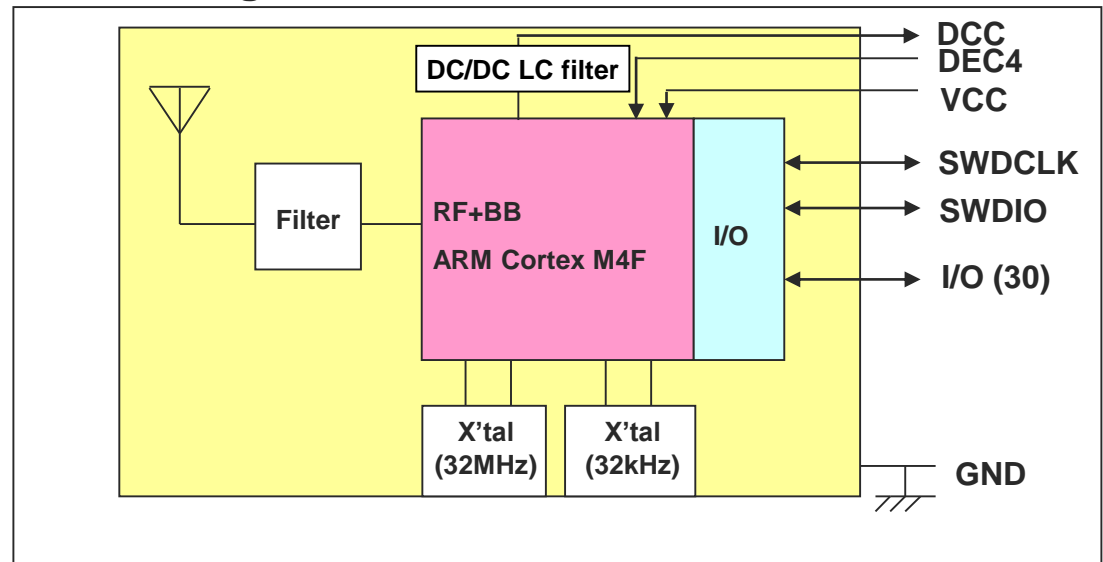 DCC
DC/DC LC filter
DEC4
VCC
SWDCLK
Filter
RF+BB
ARM Cortex M4F
I/O
SWDIO
I/O (30)
X'tal
(32MHz)
X'tal
(32kHz)
GND